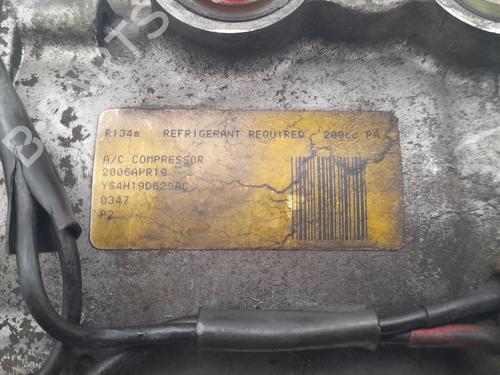 R134a REFRIGERANT REQUIRED 200cc PAG
A/C COMPRESSOR
2006APR19
YS4H19D629AC
0347
P2